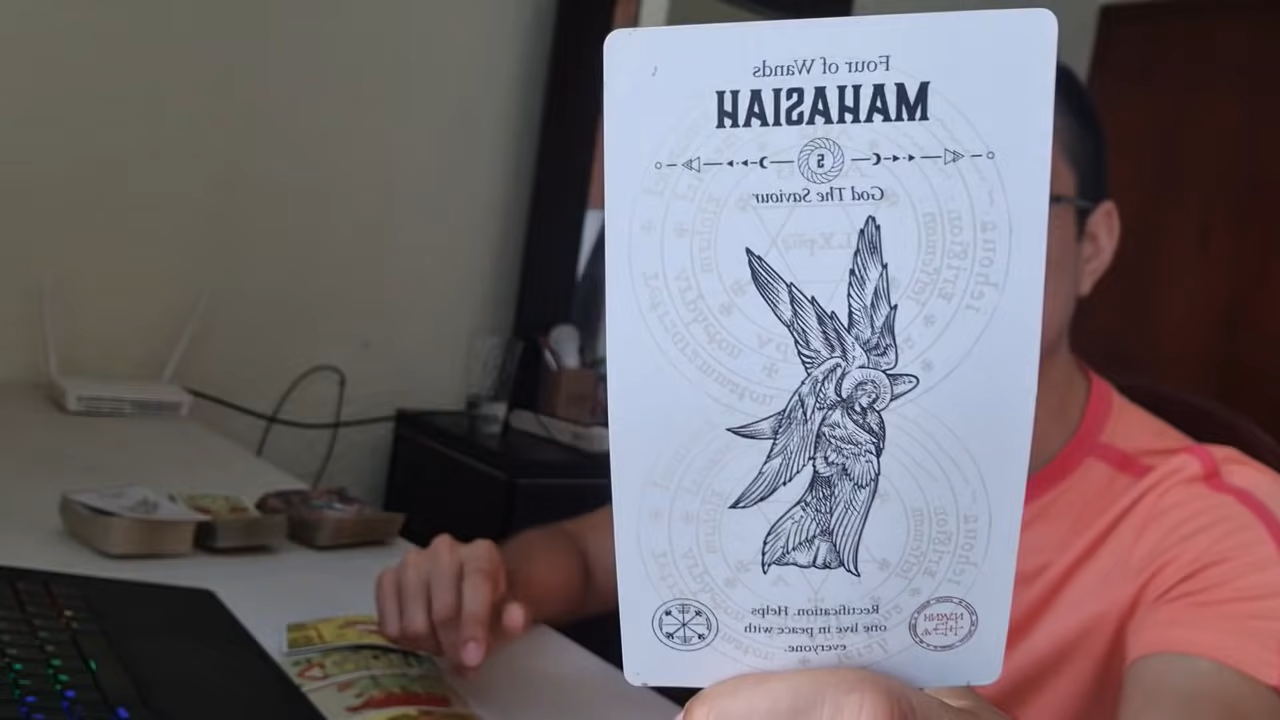 Four of Wands
MAHASIAH
5
God The Saviour
Rectification. Helps
one live in peace with
everyone.